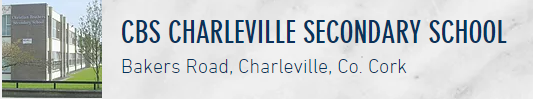 CBS CHARLEVILLE SECONDARY SCHOOL
Bakers Road, Charleville, Co. Cork